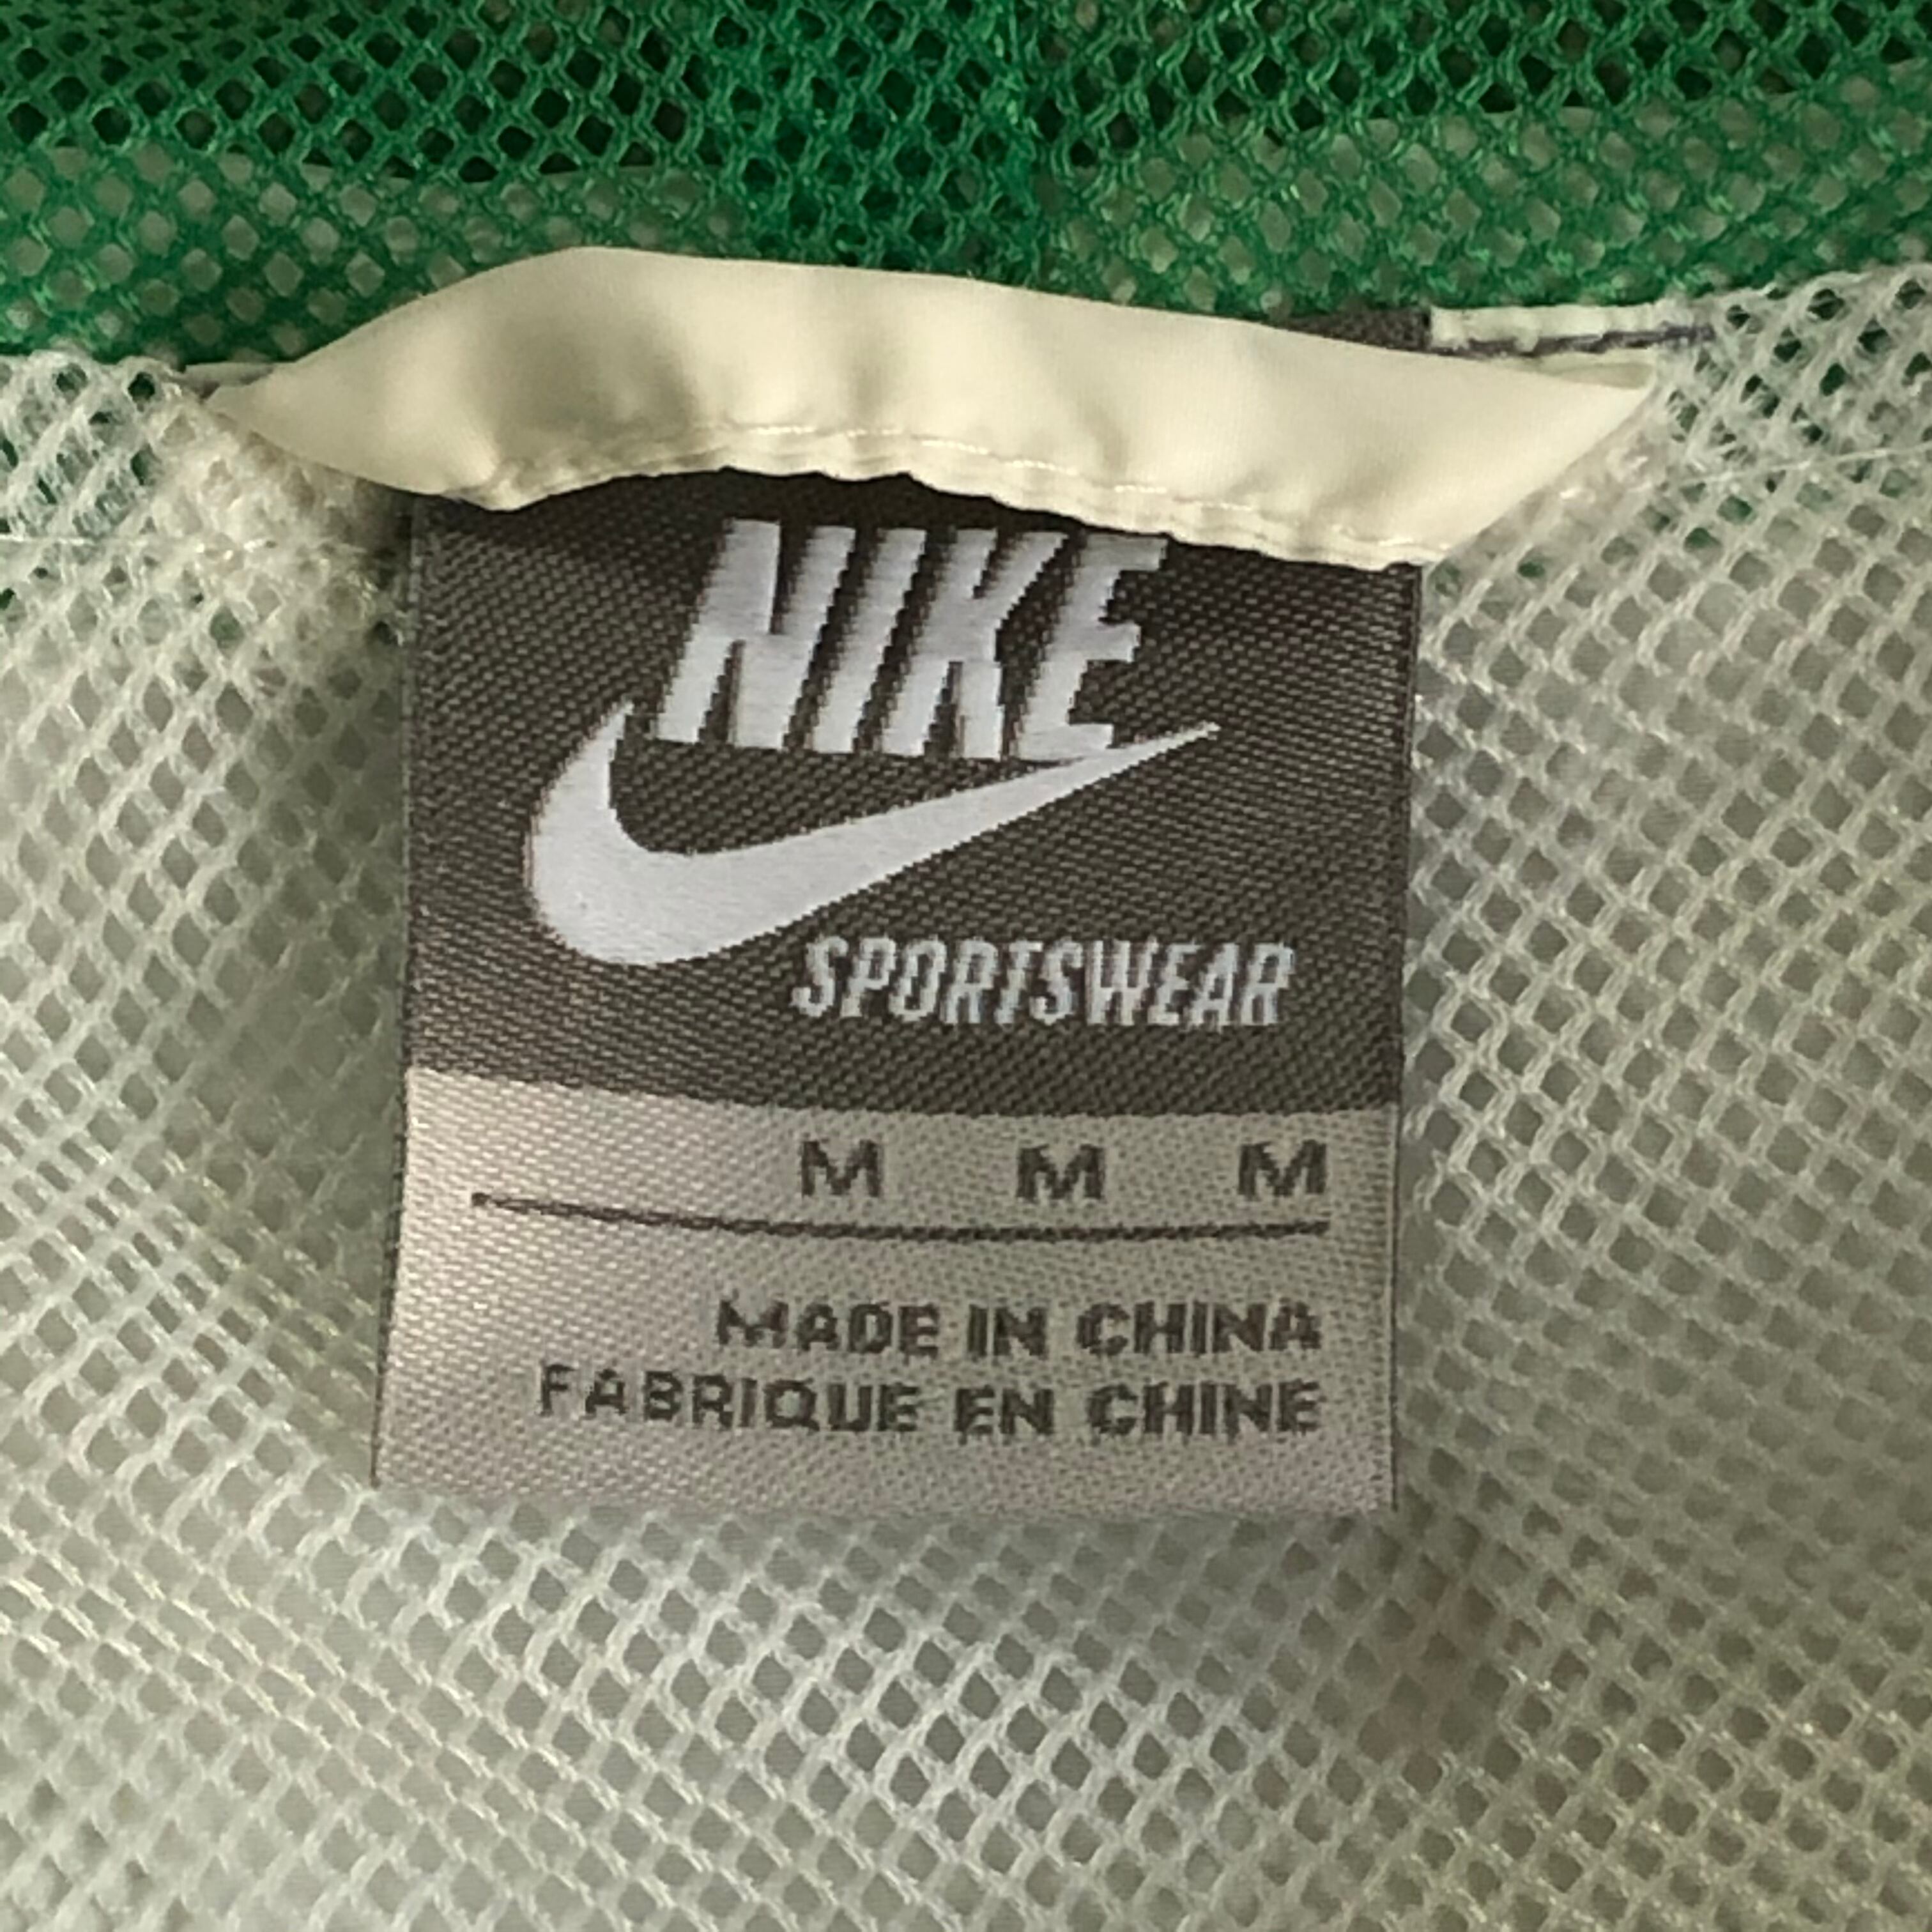 NIKE
SPORTSWEAR
M M M
MADE IN CHINA
FABRIQUE EN CHINE